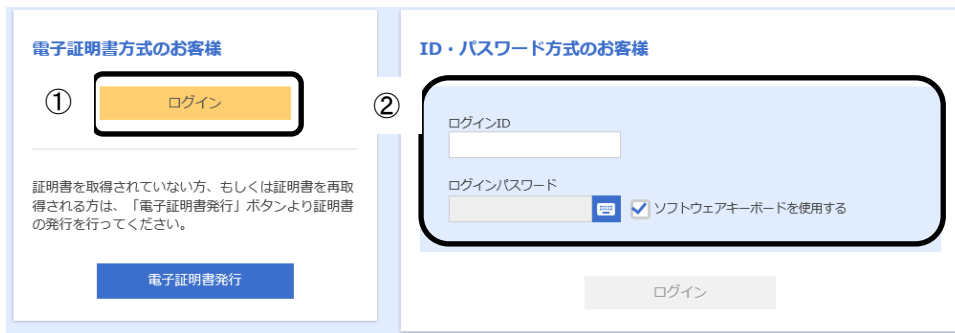 電子証明書方式のお客様
①
ログイン
証明書を取得されていない方、もしくは証明書を再取
得される方は、「電子証明書発行」ボタンより証明書
の発行を行ってください。
電子証明書発行
ID・パスワード方式のお客様
②
ログインID
ログインパスワード
ソフトウェアキーボードを使用する
ログイン